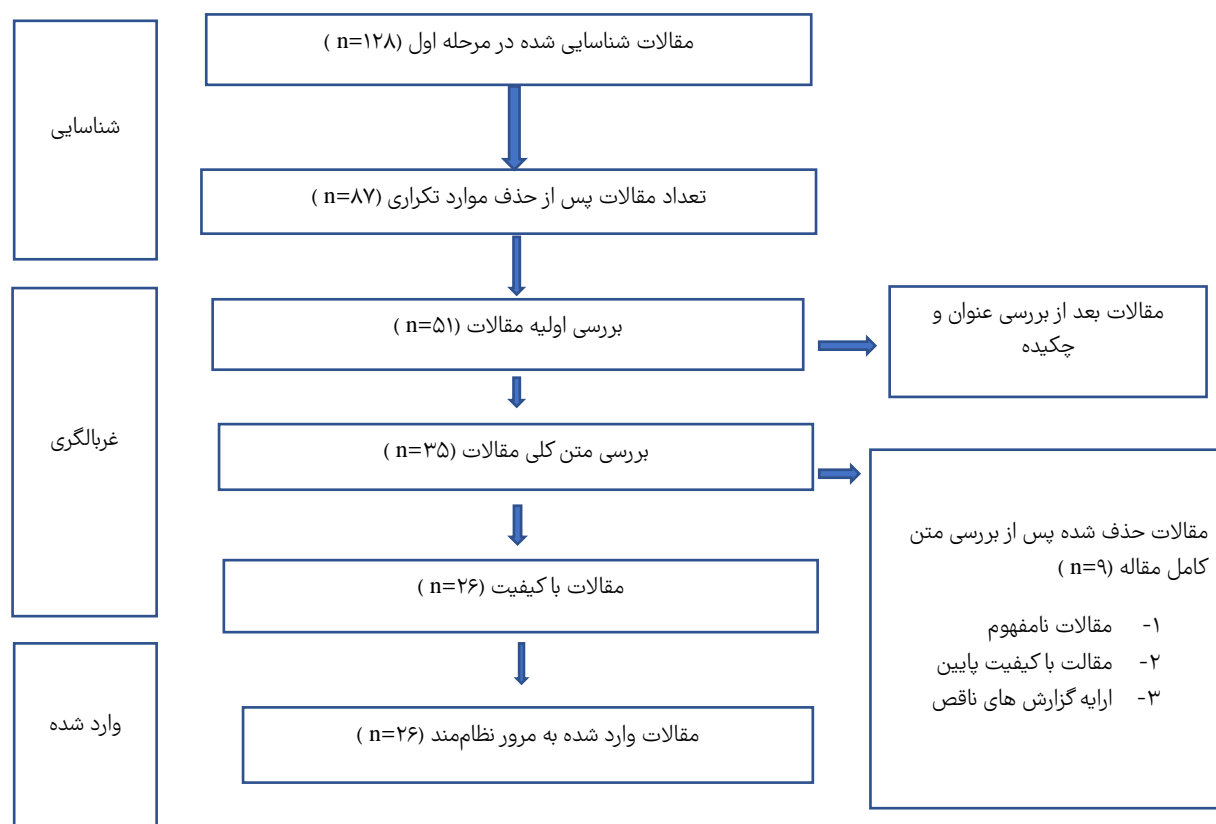 مقالات شناسایی شده در مرحله اول (n=۱۲۸ )
شناسایی
تعداد مقالات پس از حذف موارد تکراری (n=۸۷ )
بررسی اولیه مقالات (n=۵۱ )
مقالات بعد از بررسی عنوان و
چکیده
غربالگری
بررسی متن کلی مقالات (n=۳۵ )
مقالات حذف شده پس از بررسی متن
کامل مقاله (n=۹ )
۱- مقالات نامفهوم
۲- مقالت با کیفیت پایین
۳- ارایه گزارش های ناقص
مقالات با کیفیت (n=۲۶ )
وارد شده
مقالات وارد شده به مرور نظام‌مند (n=۲۶ )